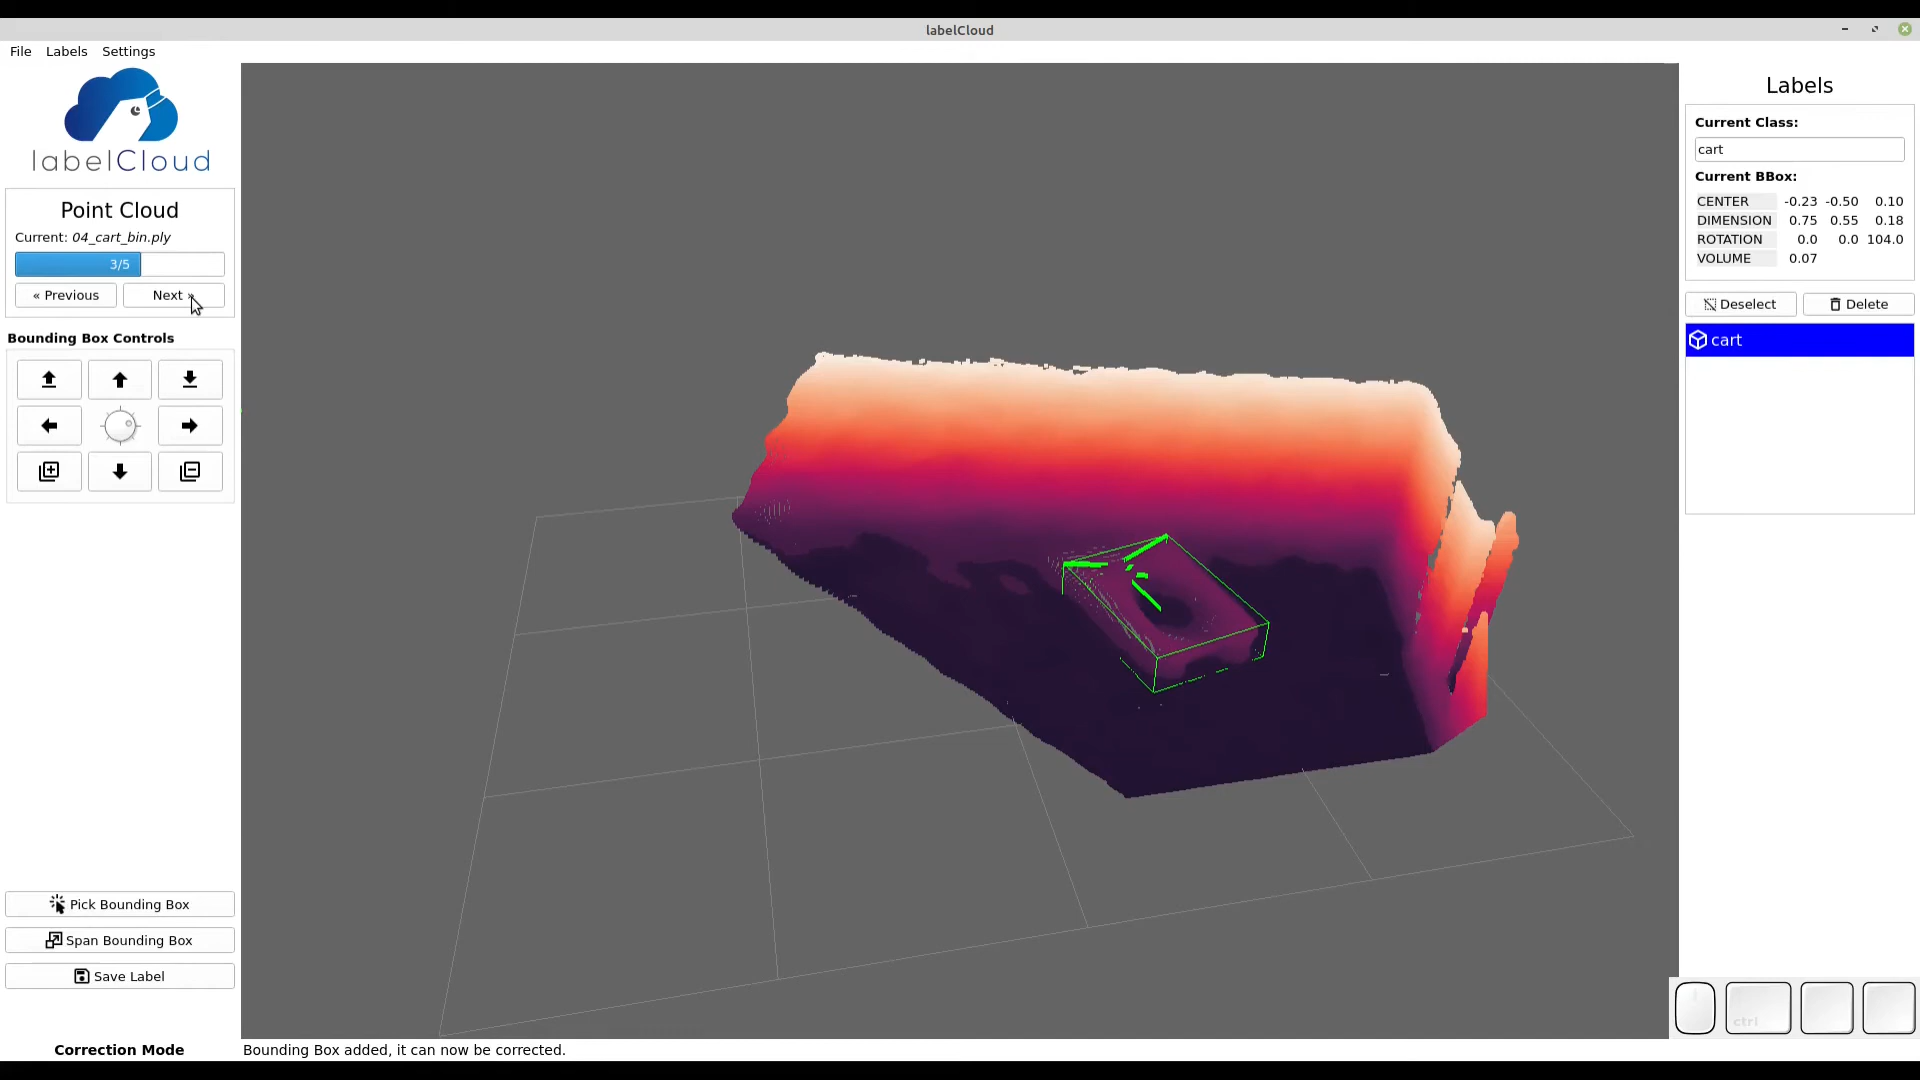 labelCloud
File Labels Settings
labelCloud
Point Cloud
Current: 04_cart_bin.ply
3/5
« Previous
Next »
Bounding Box Controls
Pick Bounding Box
Span Bounding Box
Save Label
Correction Mode
Bounding Box added, it can now be corrected.
Labels
Current Class:
cart
Current BBox:
CENTER -0.23 -0.50 0.10
DIMENSION 0.75 0.55 0.18
ROTATION 0.0 0.0 104.0
VOLUME 0.07
Deselect
Delete
cart
ctrl